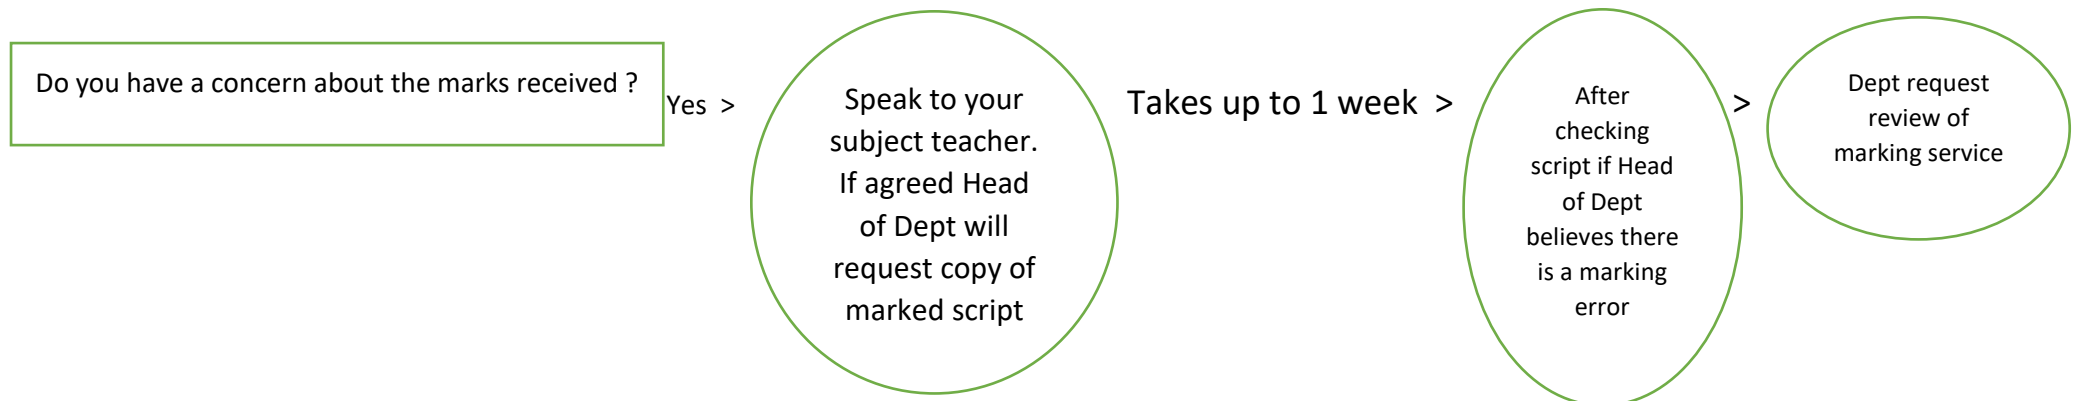 Do you have a concern about the marks received ?
Yes >
Speak to your
subject teacher.
If agreed Head
of Dept will
request copy of
marked script
Takes up to 1 week >
After
checking
script if Head
of Dept
believes there
is a marking
error
>
Dept request
review of
marking service